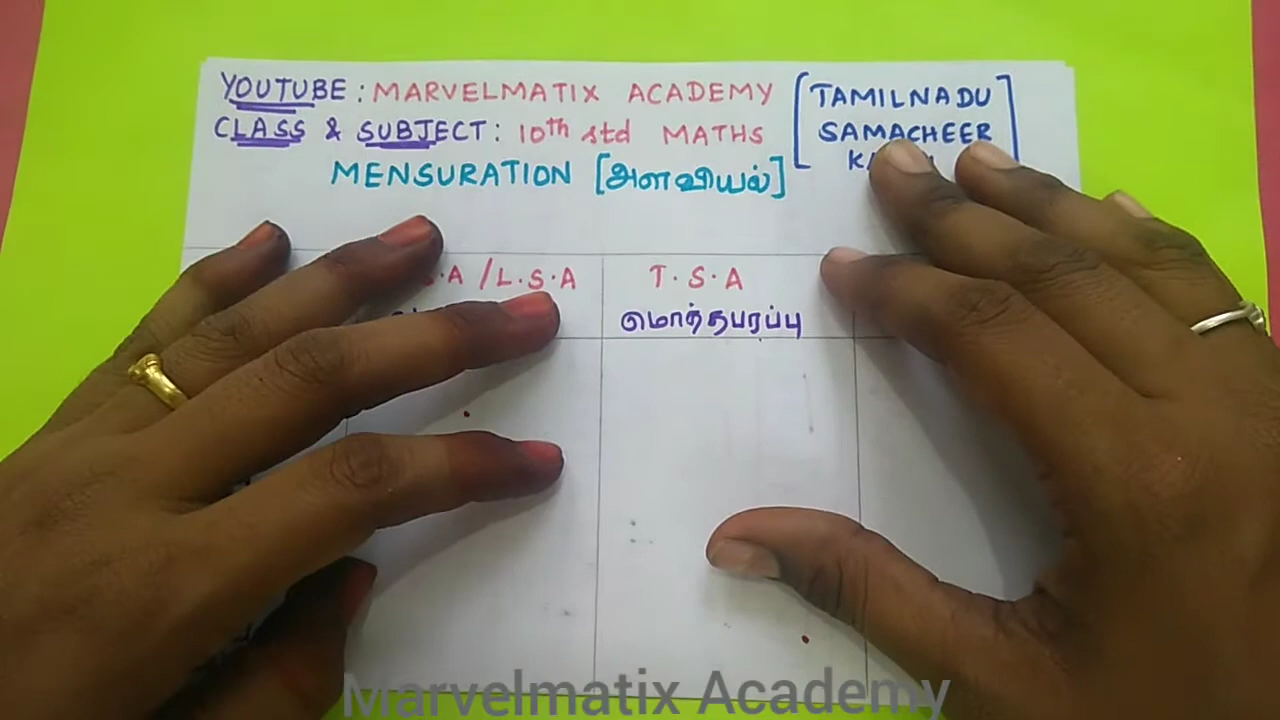 YOUTUBE : MARVELMATIX ACADEMY
CLASS & SUBJECT : 10th std MATHS
[TAMILNADU
SAMACHEER
MENSURATION [அளவியல்]
S.A / L.S.A
T.S.A
மொத்தபரப்பு
Marvelmatix Academy